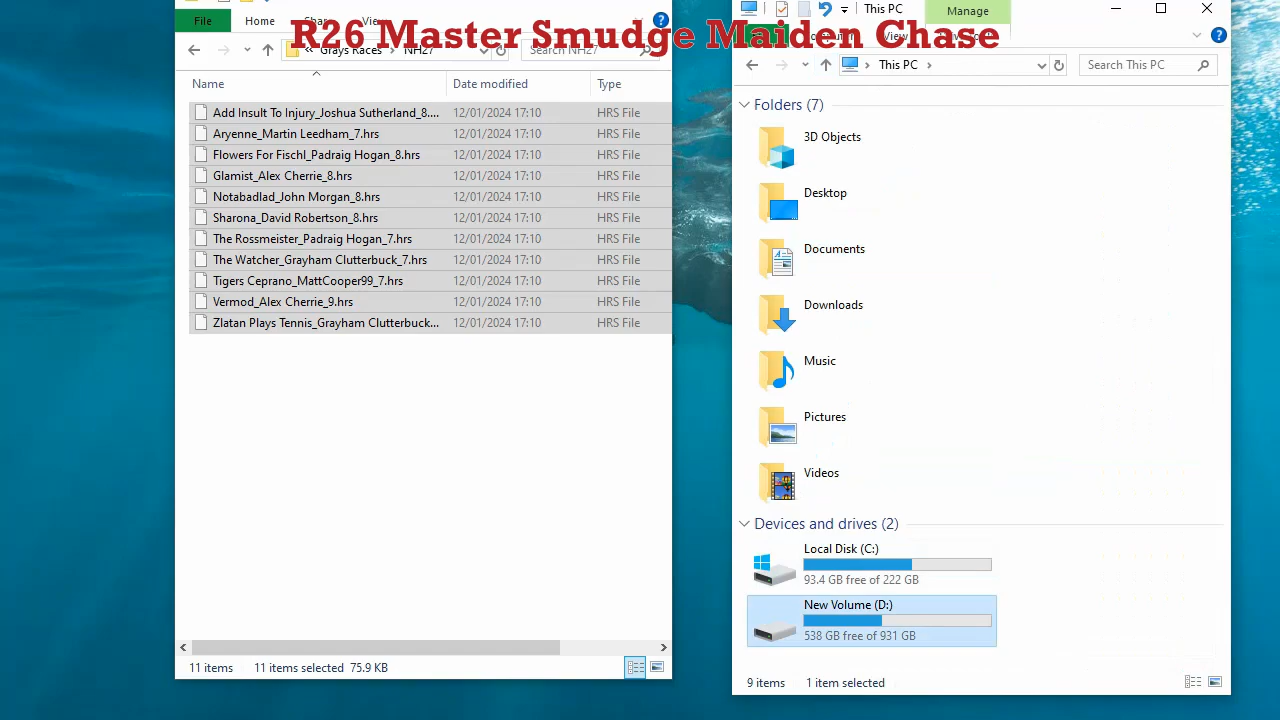 R26 Master Smudge Maiden Chase
File Home Share View
Grays Races > NH27
Search NH27
Name Date modified Type
Add Insult To Injury_Joshua Sutherland_8.... 12/01/2024 17:10 HRS File
Aryenne_Martin Leedham_7.hrs 12/01/2024 17:10 HRS File
Flowers For Fischl_Padraig Hogan_8.hrs 12/01/2024 17:10 HRS File
Glamist_Alex Cherrie_8.hrs 12/01/2024 17:10 HRS File
Notabadlad_John Morgan_8.hrs 12/01/2024 17:10 HRS File
Sharona_David Robertson_8.hrs 12/01/2024 17:10 HRS File
The Rossmeister_Padraig Hogan_7.hrs 12/01/2024 17:10 HRS File
The Watcher_Grayham Clutterbuck_7.hrs 12/01/2024 17:10 HRS File
Tigers Ceprano_MattCooper99_7.hrs 12/01/2024 17:10 HRS File
Vermod_Alex Cherrie_9.hrs 12/01/2024 17:10 HRS File
Zlatan Plays Tennis_Grayham Clutterbuck... 12/01/2024 17:10 HRS File
11 items 11 items selected 75.9 KB
This PC Manage
View
This PC >
Search This PC
Folders (7)
3D Objects
Desktop
Documents
Downloads
Music
Pictures
Videos
Devices and drives (2)
Local Disk (C:)
93.4 GB free of 222 GB
New Volume (D:)
538 GB free of 931 GB
9 items 1 item selected